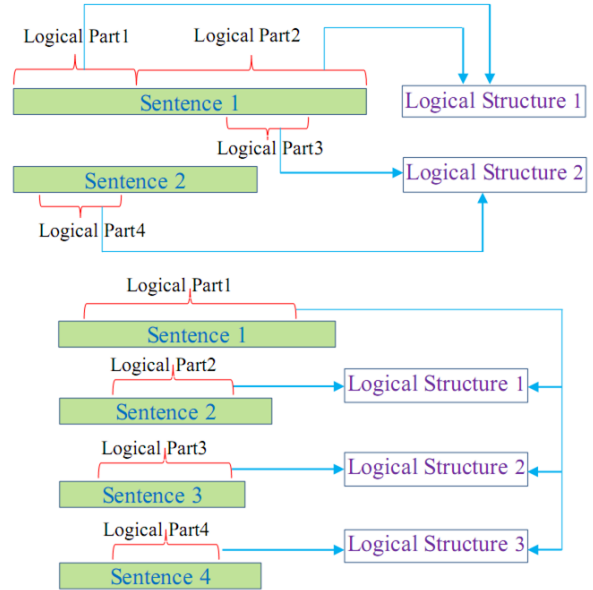 Logical Part1
Logical Part2
Sentence 1
Logical Structure 1
Logical Part3
Sentence 2
Logical Structure 2
Logical Part4
Logical Part1
Sentence 1
Logical Part2
Logical Structure 1
Sentence 2
Logical Part3
Logical Structure 2
Sentence 3
Logical Part4
Logical Structure 3
Sentence 4